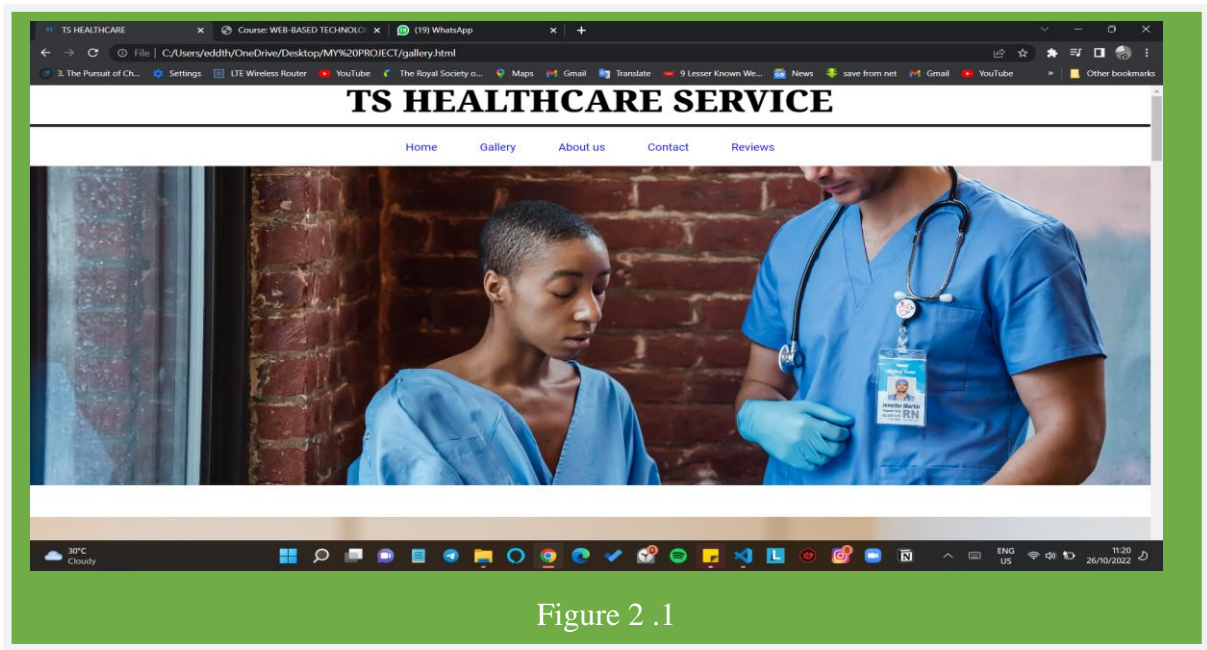 TS HEALTHCARE
Course: WEB-BASED TECHNOLO
(19) WhatsApp
File | C:/Users/eddth/OneDrive/Desktop/MY%20PROJECT/gallery.html
3. The Pursuit of Ch... Settings LTE Wireless Router YouTube The Royal Society o... Maps Gmail Translate 9 Lesser Known We... News save from net Gmail YouTube » Other bookmarks
TS HEALTHCARE SERVICE
Home Gallery About us Contact Reviews
Jennifer Martin
RN
30°C
Cloudy
ENG
US
11:20
26/10/2022
Figure 2 .1